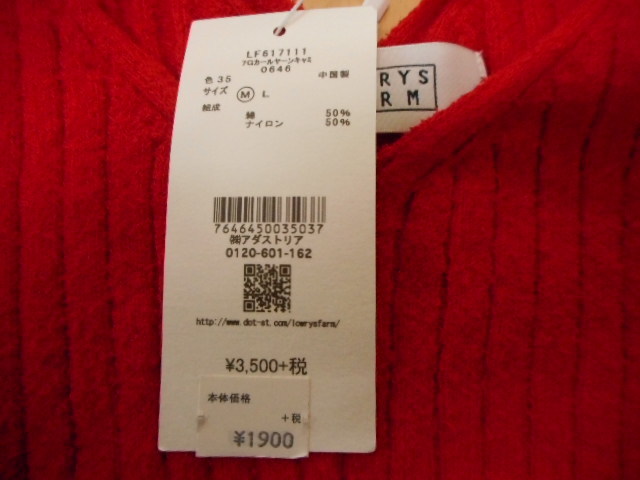 LF617111
フロカールヤーンキャミ
0646
色 35 中国製
サイズ Ⓜ L
組成
綿 50%
ナイロン 50%
7646450035037
㈱アダストリア
0120-601-162
http://www.dot-st.com/lowrysfarm/
¥3,500+税
本体価格
+税
¥1900
RYS
RM